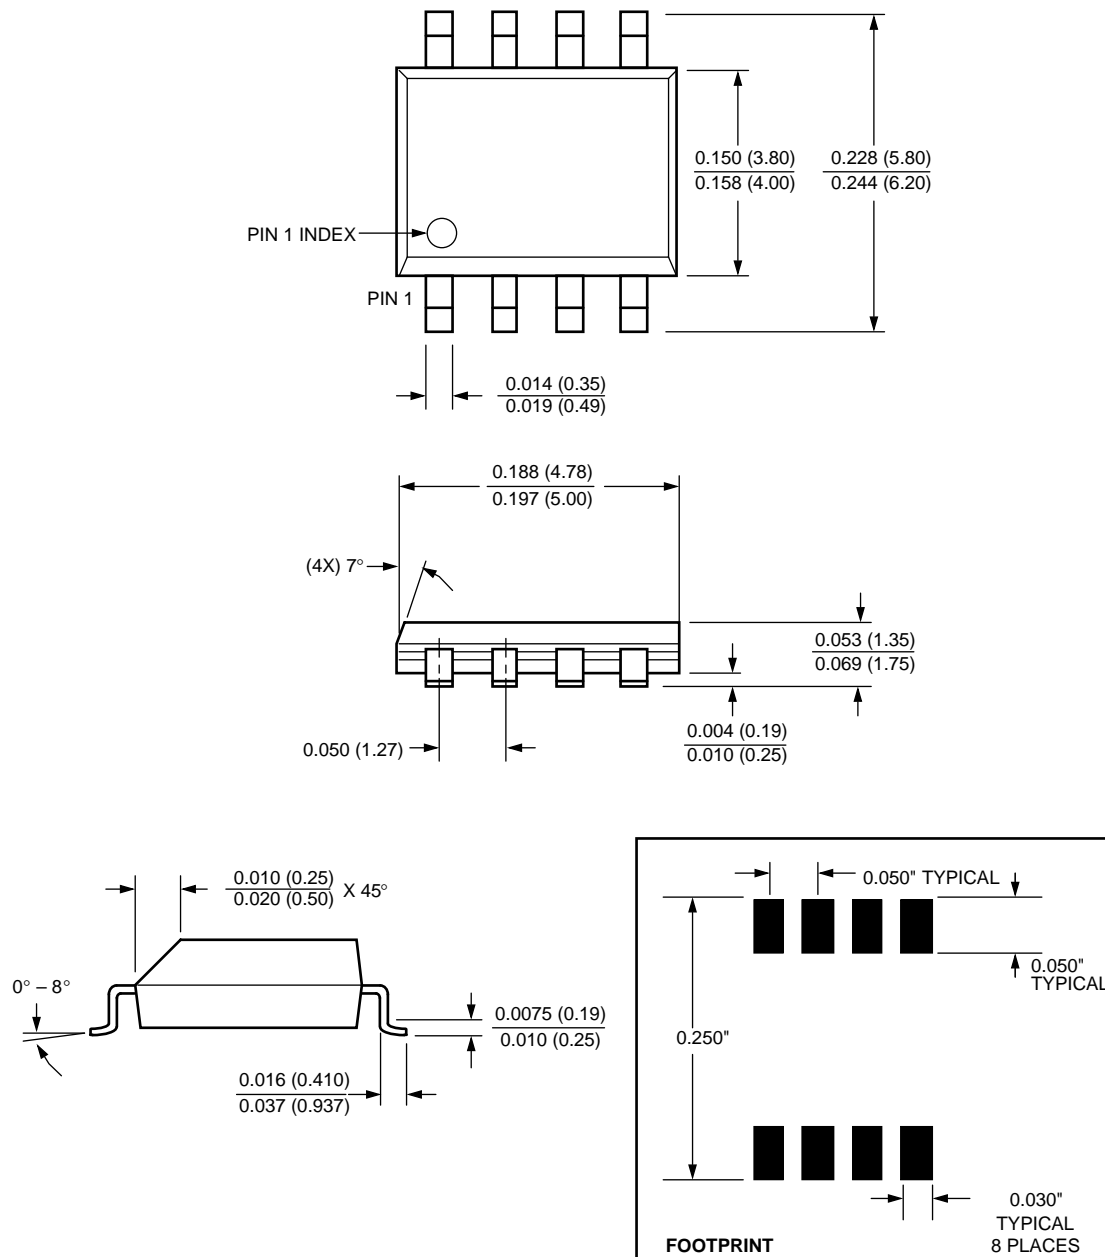 0.150 (3.80)
0.158 (4.00)
0.228 (5.80)
0.244 (6.20)
PIN 1 INDEX
PIN 1
0.014 (0.35)
0.019 (0.49)
0.188 (4.78)
0.197 (5.00)
(4X) 7°
0.053 (1.35)
0.069 (1.75)
0.004 (0.19)
0.010 (0.25)
0.050 (1.27)
0.010 (0.25)
0.020 (0.50)
X 45°
0° – 8°
0.0075 (0.19)
0.010 (0.25)
0.016 (0.410)
0.037 (0.937)
0.050" TYPICAL
0.050"
TYPICAL
0.250"
0.030"
TYPICAL
8 PLACES
FOOTPRINT